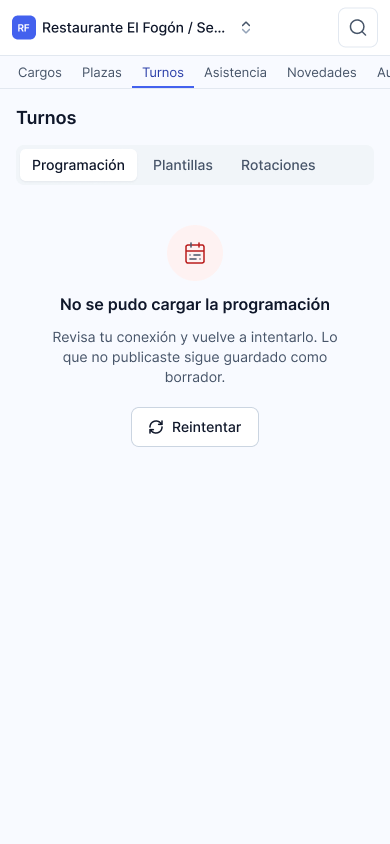 RF Restaurante El Fogón / Se...
Cargos Plazas Turnos Asistencia Novedades Au
Turnos
Programación Plantillas Rotaciones
No se pudo cargar la programación
Revisa tu conexión y vuelve a intentarlo. Lo
que no publicaste sigue guardado como
borrador.
Reintentar